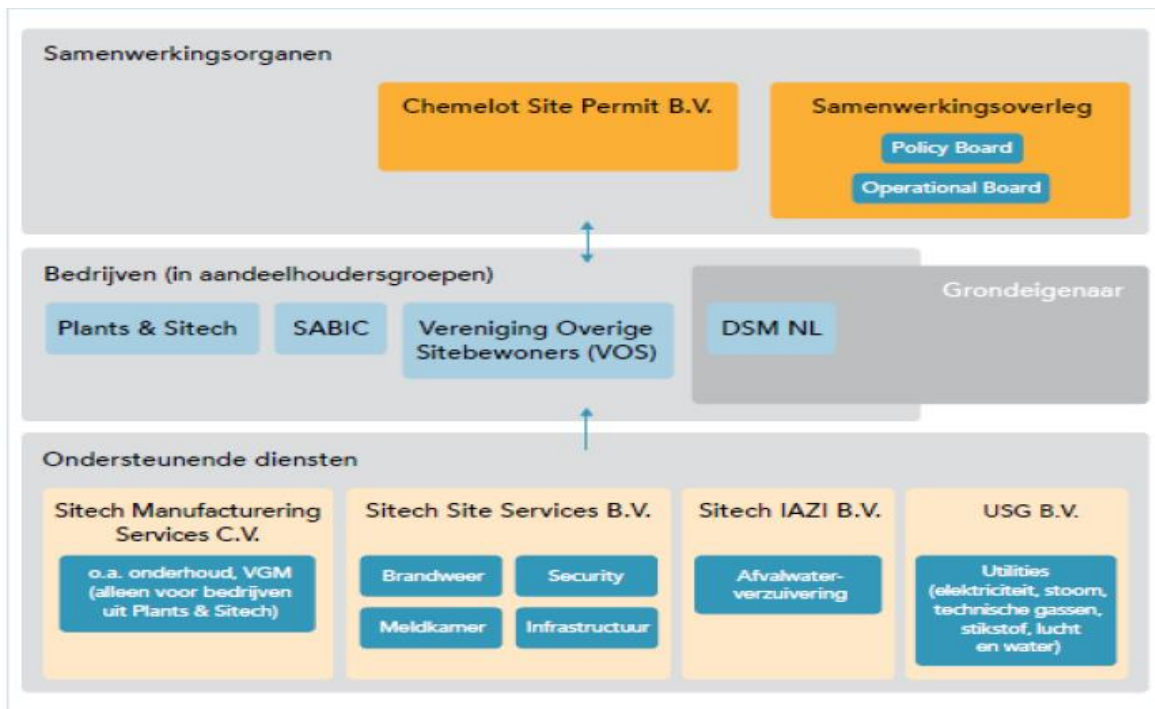 Samenwerkingsorganen
Chemelot Site Permit B.V.
Samenwerkingsoverleg
Policy Board
Operational Board
Bedrijven (in aandeelhoudersgroepen)
Grondeigenaar
Plants & Sitech
SABIC
Vereniging Overige
Sitebewoners (VOS)
DSM NL
Ondersteunende diensten
Sitech Manufacturering
Services C.V.
o.a. onderhoud, VGM
(alleen voor bedrijven
uit Plants & Sitech)
Sitech Site Services B.V.
Brandweer
Security
Meldkamer
Infrastructuur
Sitech IAZI B.V.
Afvalwater-
verzuivering
USG B.V.
Utilities
(elektriciteit, stoom,
technische gassen,
stikstof, lucht
en water)